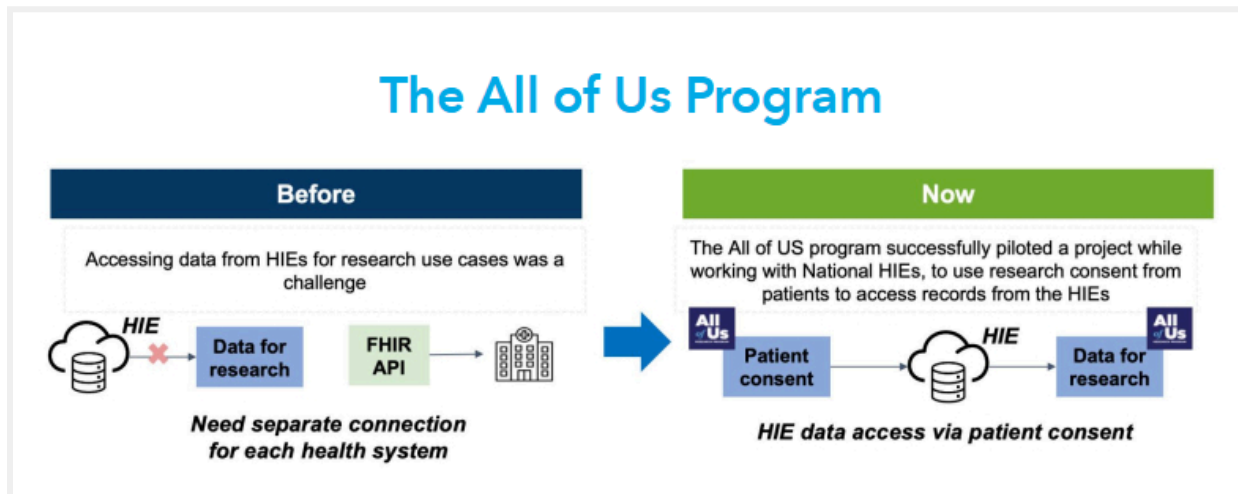 The All of Us Program
Before
Accessing data from HIEs for research use cases was a
challenge
HIE
Data for
research
FHIR
API
Need separate connection
for each health system
Now
The All of US program successfully piloted a project while
working with National HIEs, to use research consent from
patients to access records from the HIEs
All
of Us
Patient
consent
HIE
All
of Us
Data for
research
HIE data access via patient consent